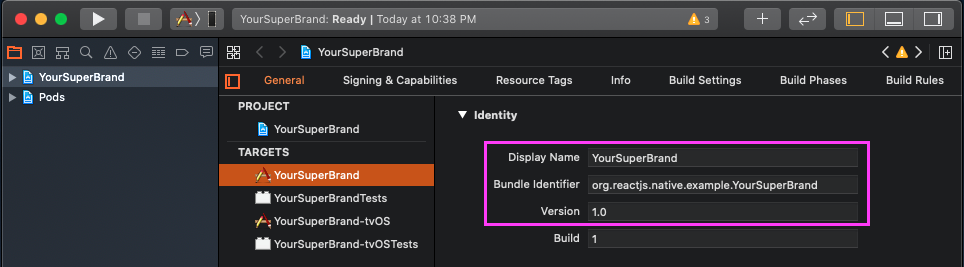 YourSuperBrand: Ready | Today at 10:38 PM
3
YourSuperBrand
YourSuperBrand
Pods
General Signing & Capabilities Resource Tags Info Build Settings Build Phases Build Rules
PROJECT
YourSuperBrand
TARGETS
YourSuperBrand
YourSuperBrandTests
YourSuperBrand-tvOS
YourSuperBrand-tvOSTests
Identity
Display Name YourSuperBrand
Bundle Identifier org.reactjs.native.example.YourSuperBrand
Version 1.0
Build 1